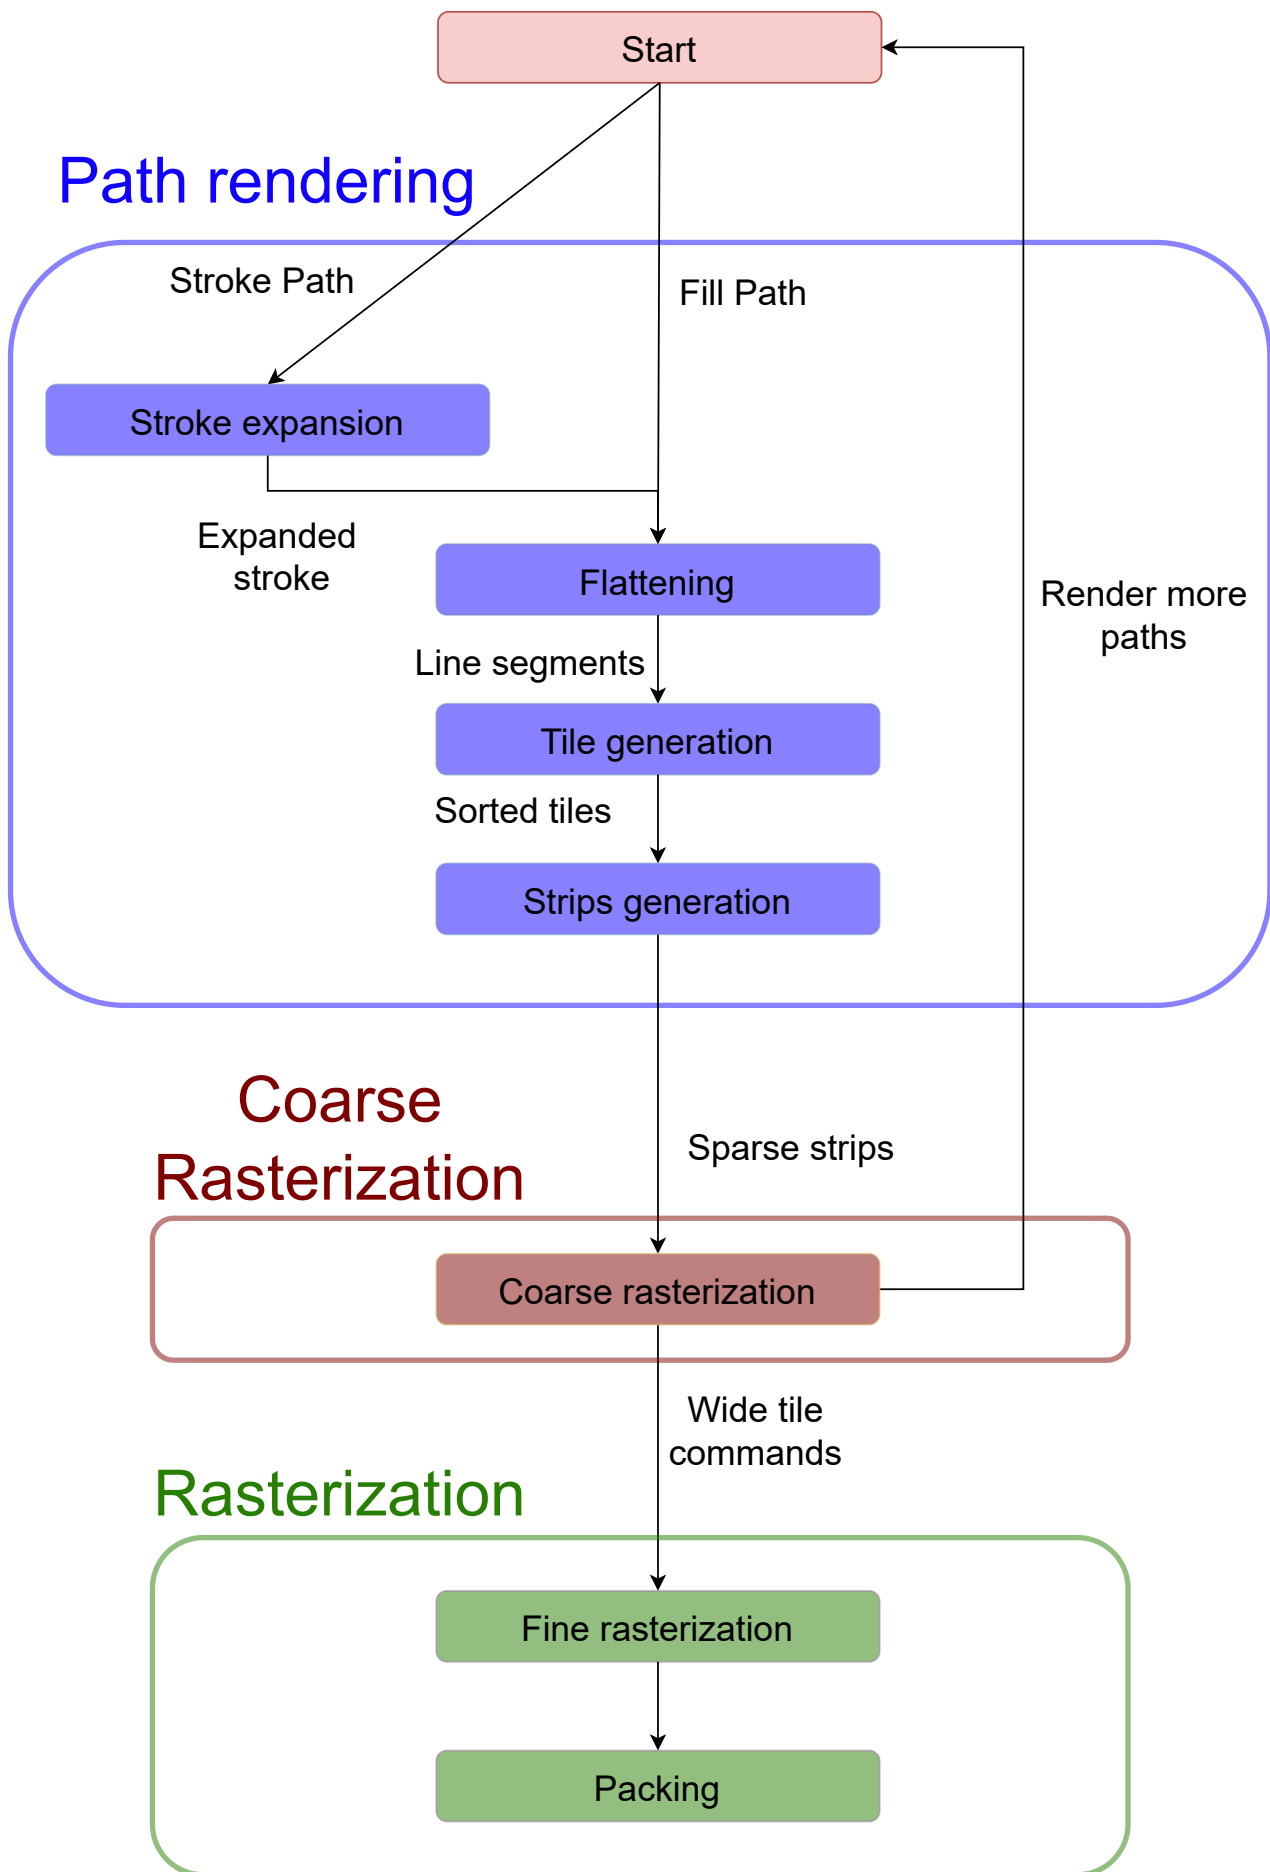 Start
Path rendering
Stroke Path
Fill Path
Stroke expansion
Expanded
stroke
Flattening
Render more
paths
Line segments
Tile generation
Sorted tiles
Strips generation
Coarse
Rasterization
Sparse strips
Coarse rasterization
Wide tile
commands
Rasterization
Fine rasterization
Packing